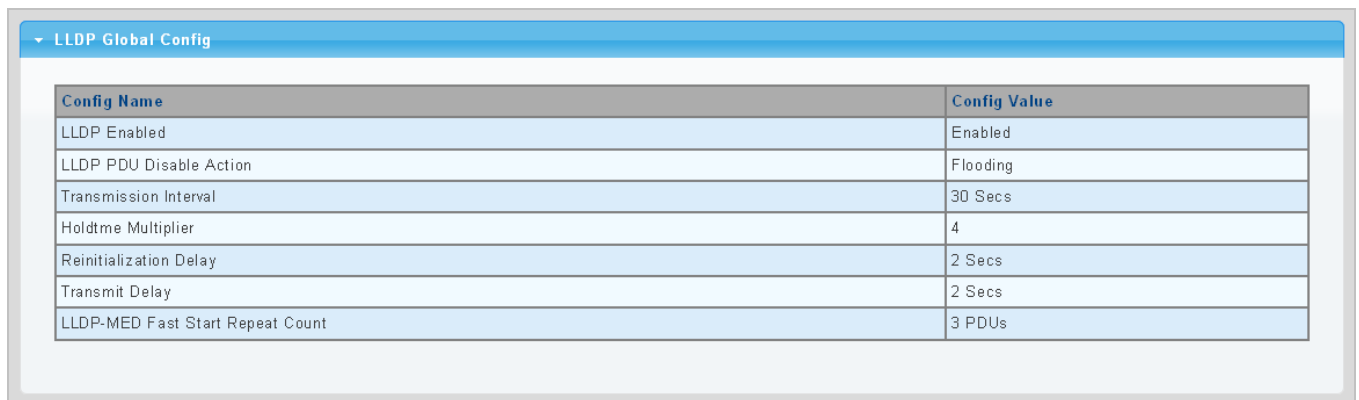 LLDP Global Config
Config Name Config Value
LLDP Enabled Enabled
LLDP PDU Disable Action Flooding
Transmission Interval 30 Secs
Holdtme Multiplier 4
Reinitialization Delay 2 Secs
Transmit Delay 2 Secs
LLDP-MED Fast Start Repeat Count 3 PDUs